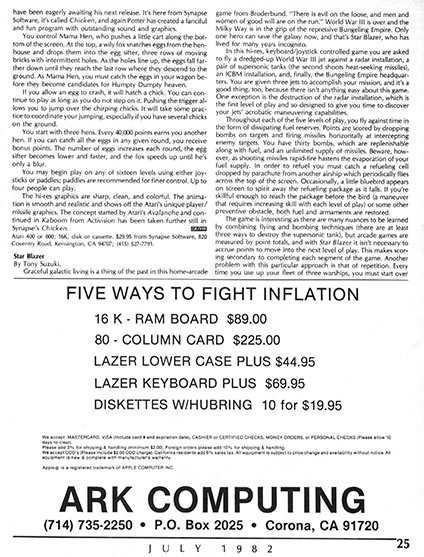 have been eagerly awaiting his next release. It's here from Synapse
Software, it's called Chicken, and again Potter has created a fanciful
and fun program with outstanding sound and graphics.
You control Mama Hen, who pushes a little cart along the bot-
tom of the screen. At the top, a wily fox snatches eggs from the hen-
house and drops them into the egg sifter, three rows of moving
bricks with intermittent holes. As the holes line up, the eggs fall far-
ther down until they reach the last row where they descend to the
ground. As Mama Hen, you must catch the eggs in your wagon be-
fore they become candidates for Humpty Dumpty heaven.
If you allow an egg to crash, it will hatch a chick. You can con-
tinue to play as long as you do not step on it. Pushing the trigger al-
lows you to jump over the chirping chicks. It will take some prac-
tice to coordinate your jumping, especially if you have several chicks
on the ground.
You start with three hens. Every 40,000 points earns you another
hen. If you can catch all the eggs in any given round, you receive
bonus points. The number of eggs increases each round, the egg
sifter becomes lower and faster, and the fox speeds up until he's
only a blur.
You may begin on any of sixteen levels using either joy-
sticks or paddles; paddles are recommended for finer control. Up to
four people can play.
The hi-res graphics are sharp, clean, and colorful. The anima-
tion is smooth and realistic and shows off the Atari's unique player/
missile graphics. The concept started by Atari's Avalanche and con-
tinued in Kaboom from Activision has been taken further still in
Synapse's Chicken.
Atari 400 or 800; 16K, disk or cassette. $29.95 from Synapse Software, 820
Coventry Road, Kensington, CA 94707; (415) 527-7751.
Star Blazer
By Tony Suzuki.
Graceful galactic living is a thing of the past in this home-arcade
game from Broderbund. "There is evil on the loose, and men and
women of good will are on the run." World War III is over and the
Milky Way is in the grip of the repressive Bungeling Empire. Only
one hero can save the galaxy now, and that's Star Blazer, who has
lived for many years incognito.
In this hi-res, keyboard/joystick controlled game you are asked
to fly a dredged-up World War III jet against a radar installation, a
pair of supersonic tanks (the second shoots heat-seeking missiles),
an ICBM installation, and, finally, the Bungeling Empire headquar-
ters. You are given three jets to accomplish your mission, and it's a
good thing, too, because there isn't anything easy about this game.
One exception is the destruction of the radar installation, which is
the first level of play and so designed to give you time to discover
your jets' acrobatic maneuvering capabilities.
Throughout each of the five levels of play, you fly against time in
the form of dissipating fuel reserves. Points are scored by dropping
bombs on targets and firing missiles horizontally at intercepting
enemy targets. You have thirty bombs, which are replenishable
along with fuel, and an unlimited supply of missiles. Beware, how-
ever, as shooting missiles rapid-fire hastens the evaporation of your
fuel supply. In order to refuel you must catch a refueling cell
dropped by parachute from another airship which periodically flies
across the top of the screen. Occasionally, a little bluebird appears
on screen to spirit away the refueling package as it falls. If you're
skillful enough to reach the package before the bird (a maneuver
that requires increasing skill with each level of play) or some other
preventive obstacle, both fuel and armaments are restored.
The game is interesting as there are many nuances to be learned
by combining flying and bombing techniques (there are at least
three ways to destroy the supersonic tank), but arcade games are
measured by point totals, and with Star Blazer it isn't necessary to
accrue points to move into the next level of play. This makes scor-
ing secondary to completing each segment of the game. Another
problem with this particular approach is that of repetition. Every
time you use up your fleet of three warships, you must start over
FIVE WAYS TO FIGHT INFLATION
16 K - RAM BOARD $89.00
80 - COLUMN CARD $225.00
LAZER LOWER CASE PLUS $44.95
LAZER KEYBOARD PLUS $69.95
DISKETTES W/HUBRING 10 for $19.95
We accept MASTERCARD, VISA (Include card # and expiration date), CASHIER or CERTIFIED CHECKS, MONEY ORDERS, or PERSONAL CHECKS (Please allow 10
days to clear).
Please add 3% for shipping & handling (minimum $2.00). Foreign orders please add 10% for shipping & handling.
We accept COD's (Please include $2.00 COD charge). California residents add 6% sales tax. All equipment is subject to price change and availability without notice. All
equipment is new & complete with manufacturer's warranty.
Apple® is a registered trademark of APPLE COMPUTER INC.
ARK COMPUTING
(714) 735-2250 • P.O. Box 2025 • Corona, CA 91720
JULY 1982
25